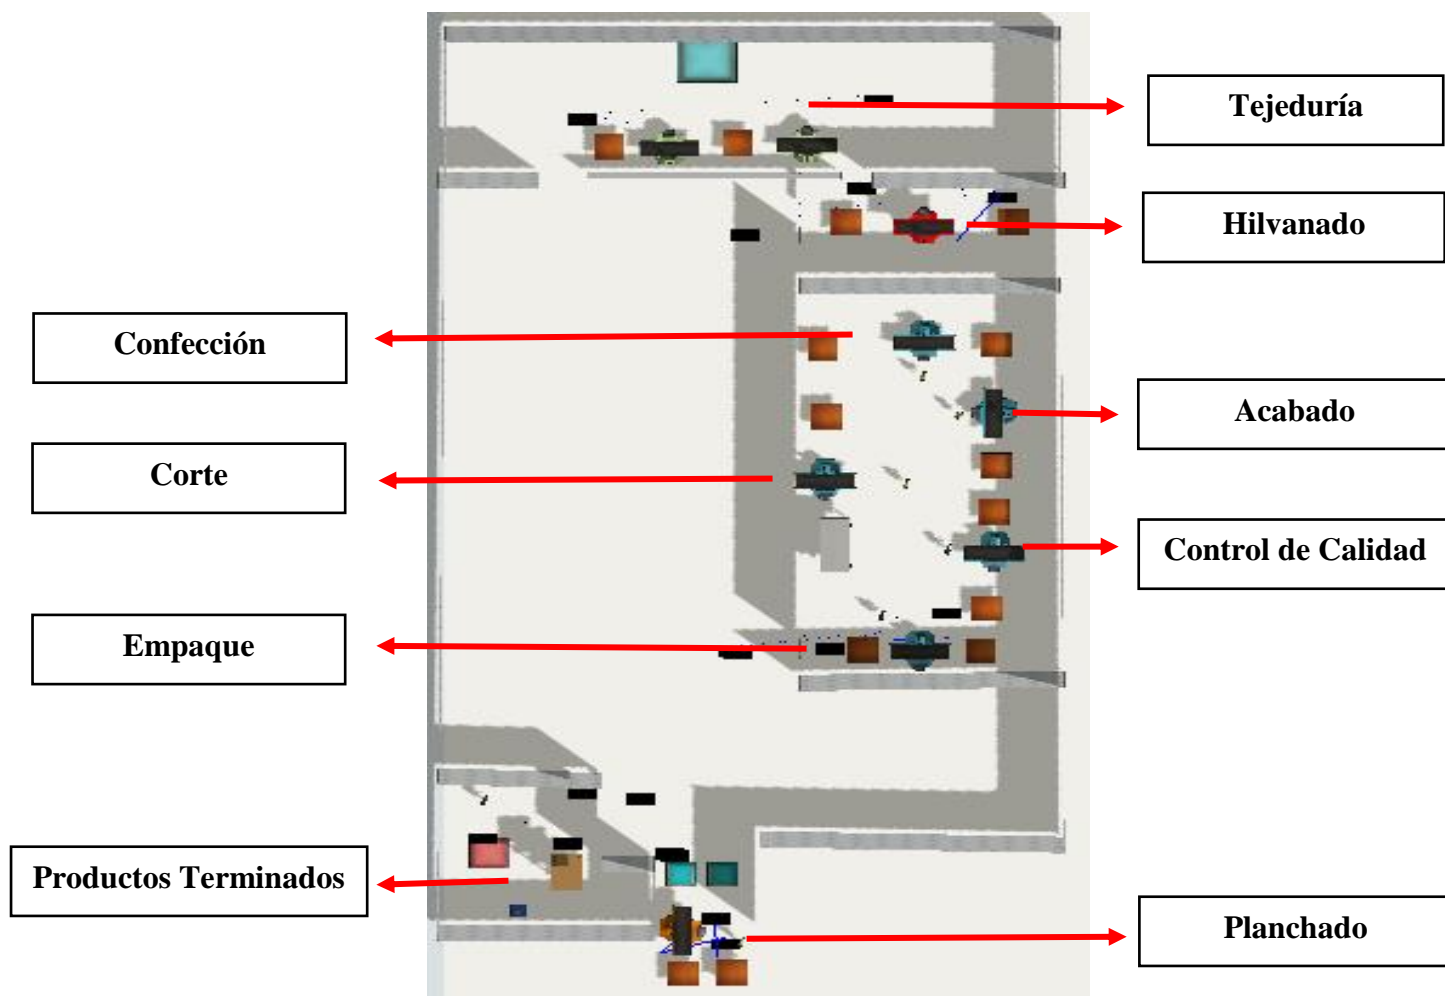 Tejeduría
Hilvanado
Confección
Acabado
Corte
Control de Calidad
Empaque
Productos Terminados
Planchado